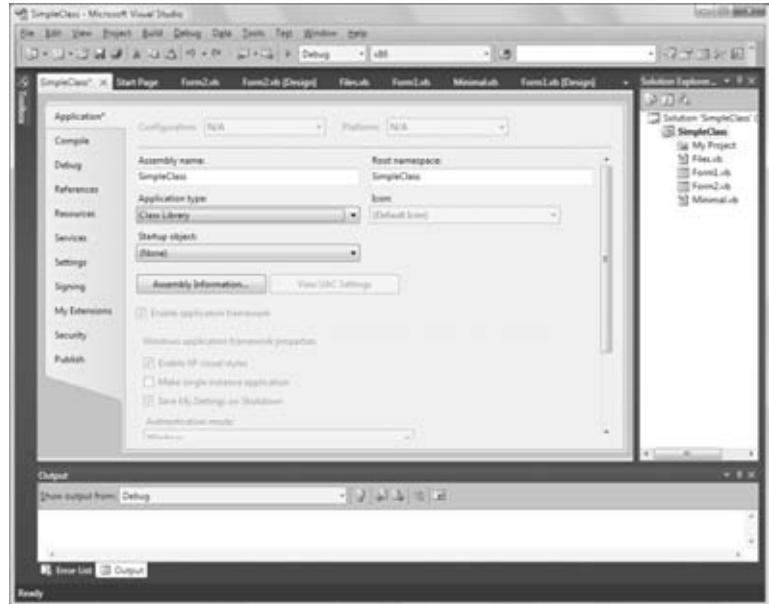 SimpleClass - Microsoft Visual Studio
File Edit View Project Build Debug Data Tools Test Window Help
Debug x86
SimpleClass* Start Page Form2.vb Form2.vb [Design] Files.vb Form1.vb Minimal.vb Form1.vb [Design]
Toolbox
Application*
Compile
Debug
References
Resources
Services
Settings
Signing
My Extensions
Security
Publish
Configuration: N/A Platform: N/A
Assembly name: Root namespace:
SimpleClass SimpleClass
Application type: Icon:
Class Library (Default Icon)
Startup object:
(None)
Assembly Information... View UAC Settings
Enable application framework
Windows application framework properties
Enable XP visual styles
Make single instance application
Save My.Settings on Shutdown
Authentication mode:
Windows
Solution Explorer...
Solution 'SimpleClass' (
SimpleClass
My Project
Files.vb
Form1.vb
Form2.vb
Minimal.vb
Output
Show output from: Debug
Error List Output
Ready